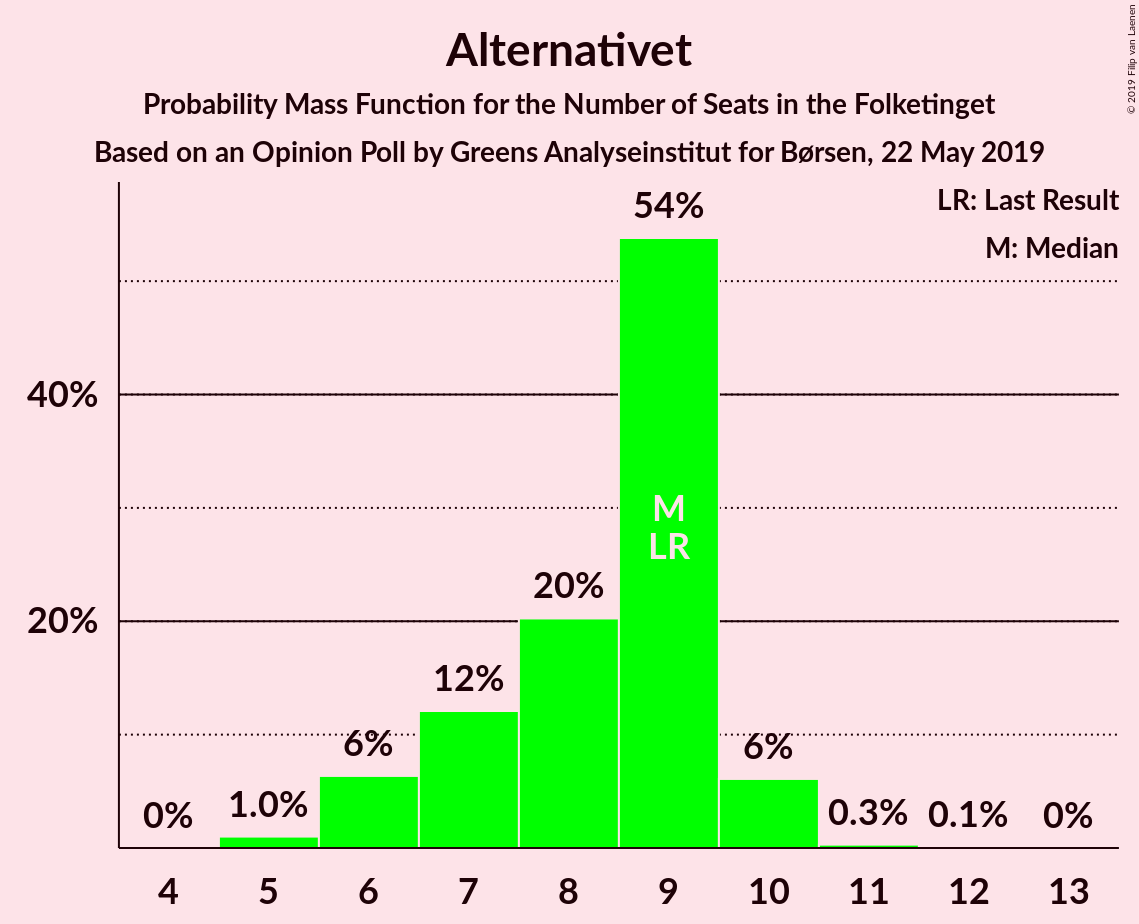 Alternativet
Probability Mass Function for the Number of Seats in the Folketinget
Based on an Opinion Poll by Greens Analyseinstitut for Børsen, 22 May 2019
© 2019 Filip van Laenen
LR: Last Result
M: Median
40%
20%
0%
1.0%
6%
12%
20%
54%
M
LR
6%
0.3%
0.1%
0%
4 5 6 7 8 9 10 11 12 13